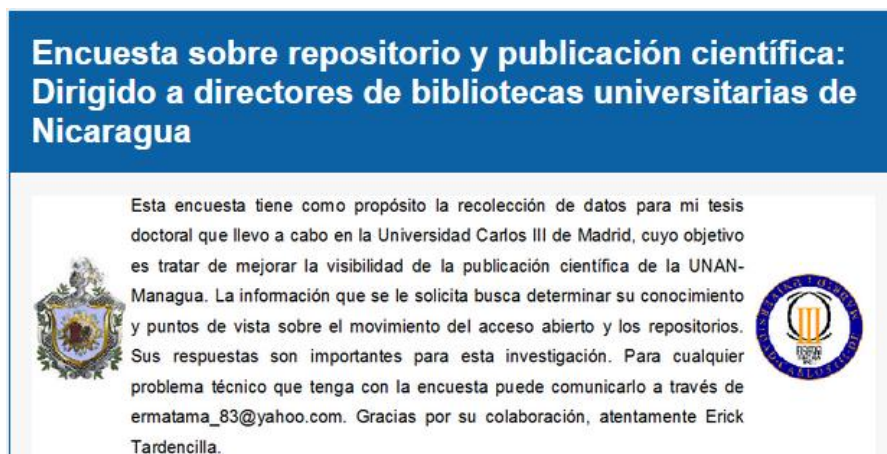 Encuesta sobre repositorio y publicación científica:
Dirigido a directores de bibliotecas universitarias de
Nicaragua
Esta encuesta tiene como propósito la recolección de datos para mi tesis
doctoral que llevo a cabo en la Universidad Carlos III de Madrid, cuyo objetivo
es tratar de mejorar la visibilidad de la publicación científica de la UNAN-
Managua. La información que se le solicita busca determinar su conocimiento
y puntos de vista sobre el movimiento del acceso abierto y los repositorios.
Sus respuestas son importantes para esta investigación. Para cualquier
problema técnico que tenga con la encuesta puede comunicarlo a través de
ermatama_83@yahoo.com. Gracias por su colaboración, atentamente Erick
Tardencilla.
UNIVERSIDAD·CARLOS III·DE MADRID